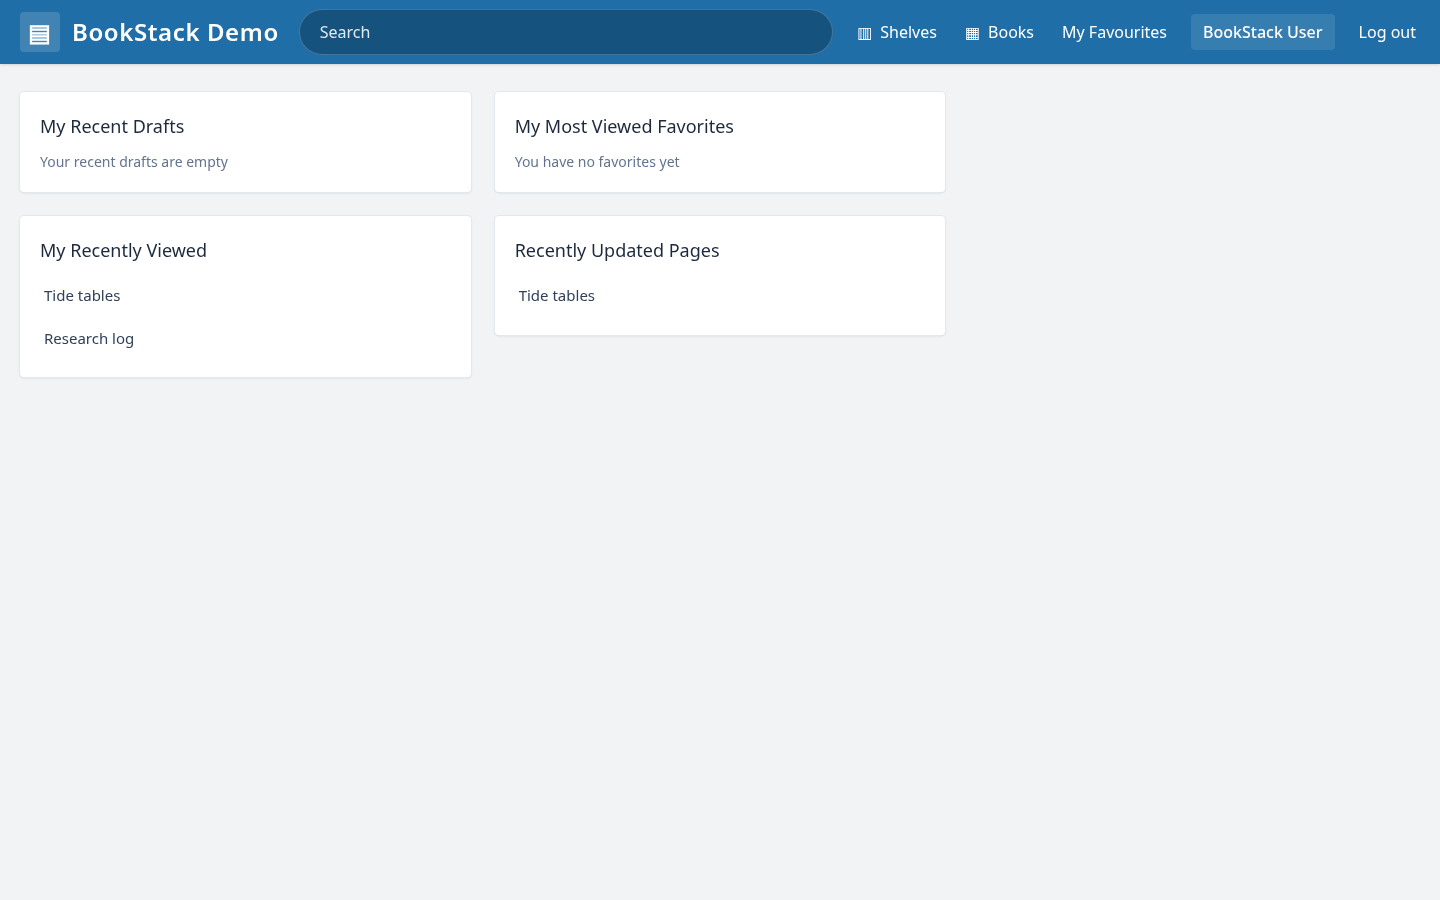 BookStack Demo
Search
Shelves
Books
My Favourites
BookStack User
Log out
My Recent Drafts
Your recent drafts are empty
My Most Viewed Favorites
You have no favorites yet
My Recently Viewed
Tide tables
Research log
Recently Updated Pages
Tide tables